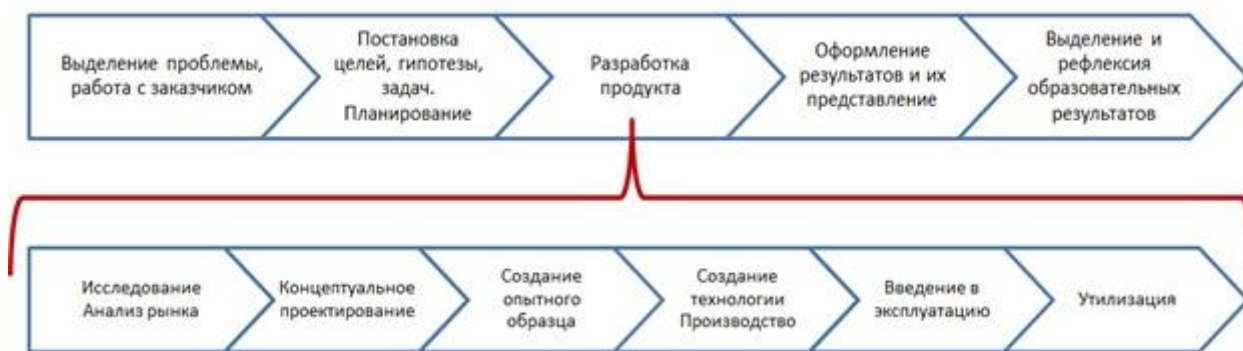 Выделение проблемы,
работа с заказчиком
Постановка
целей, гипотезы,
задач.
Планирование
Разработка
продукта
Оформление
результатов и их
представление
Выделение и
рефлексия
образовательных
результатов
Исследование
Анализ рынка
Концептуальное
проектирование
Создание
опытного
образца
Создание
технологии
Производство
Введение в
эксплуатацию
Утилизация